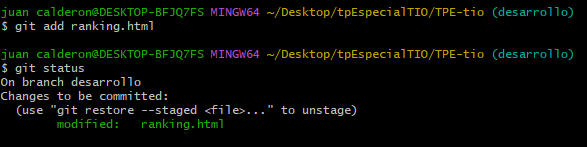 juan calderon@DESKTOP-BFJQ7FS MINGW64 ~/Desktop/tpEspecialTIO/TPE-tio (desarrollo)
$ git add ranking.html
juan calderon@DESKTOP-BFJQ7FS MINGW64 ~/Desktop/tpEspecialTIO/TPE-tio (desarrollo)
$ git status
On branch desarrollo
Changes to be committed:
  (use "git restore --staged <file>..." to unstage)
        modified:   ranking.html